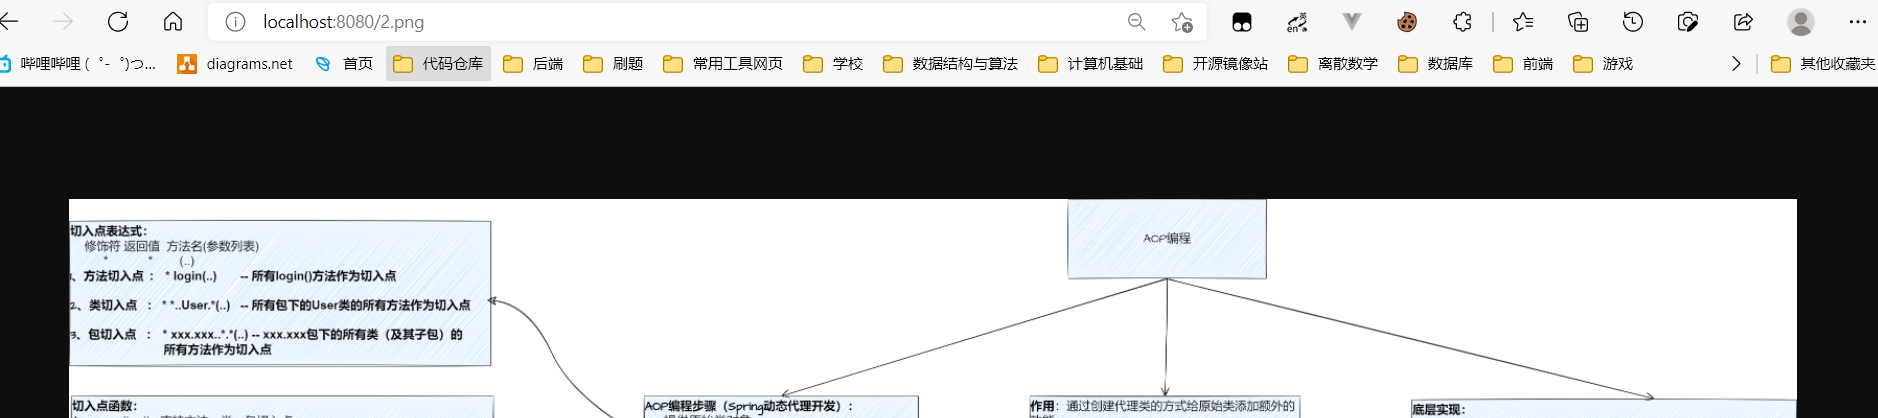 localhost:8080/2.png
英
en
哔哩哔哩 ( ゜- ゜)つ... diagrams.net 首页 代码仓库 后端 刷题 常用工具网页 学校 数据结构与算法 计算机基础 开源镜像站 离散数学 数据库 前端 游戏 其他收藏夹
切入点表达式：
修饰符 返回值 方法名(参数列表)
* * (..)
1、方法切入点 ： * login(..) -- 所有login()方法作为切入点
2、类切入点 ： * *..User.*(..) -- 所有包下的User类的所有方法作为切入点
3、包切入点 ： * xxx.xxx..*.*(..) -- xxx.xxx包下的所有类（及其子包）的
所有方法作为切入点
AOP编程
切入点函数：
AOP编程步骤（Spring动态代理开发）：
作用：通过创建代理类的方式给原始类添加额外的
底层实现：